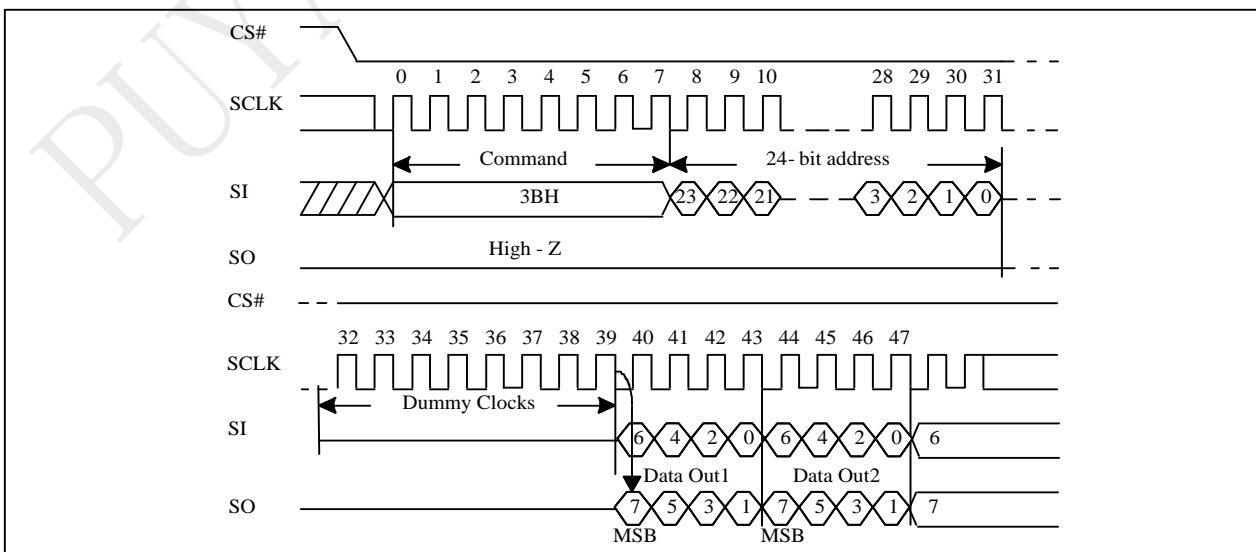 PUYA
CS#
0 1 2 3 4 5 6 7 8 9 10 28 29 30 31
SCLK
Command 24- bit address
SI 3BH 23 22 21 3 2 1 0
High - Z
SO
CS#
32 33 34 35 36 37 38 39 40 41 42 43 44 45 46 47
SCLK
Dummy Clocks
SI 6 4 2 0 6 4 2 0 6
Data Out1 Data Out2
SO 7 5 3 1 7 5 3 1 7
MSB MSB